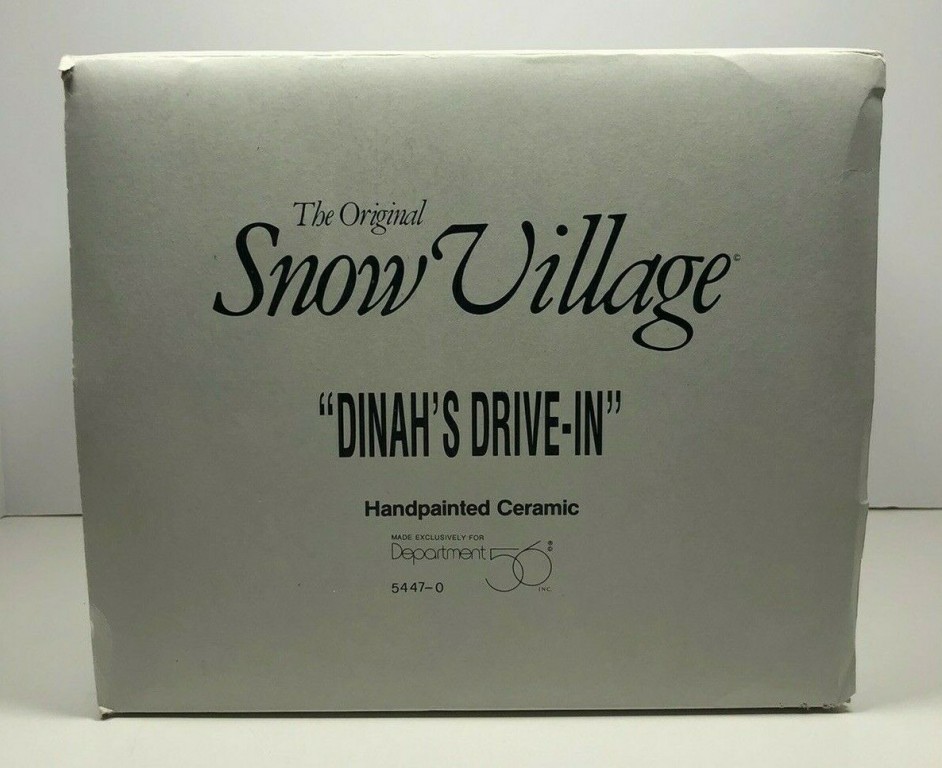 The Original
Snow Village©
"DINAH'S DRIVE-IN"
Handpainted Ceramic
MADE EXCLUSIVELY FOR
Department 56®
INC.
5447-0